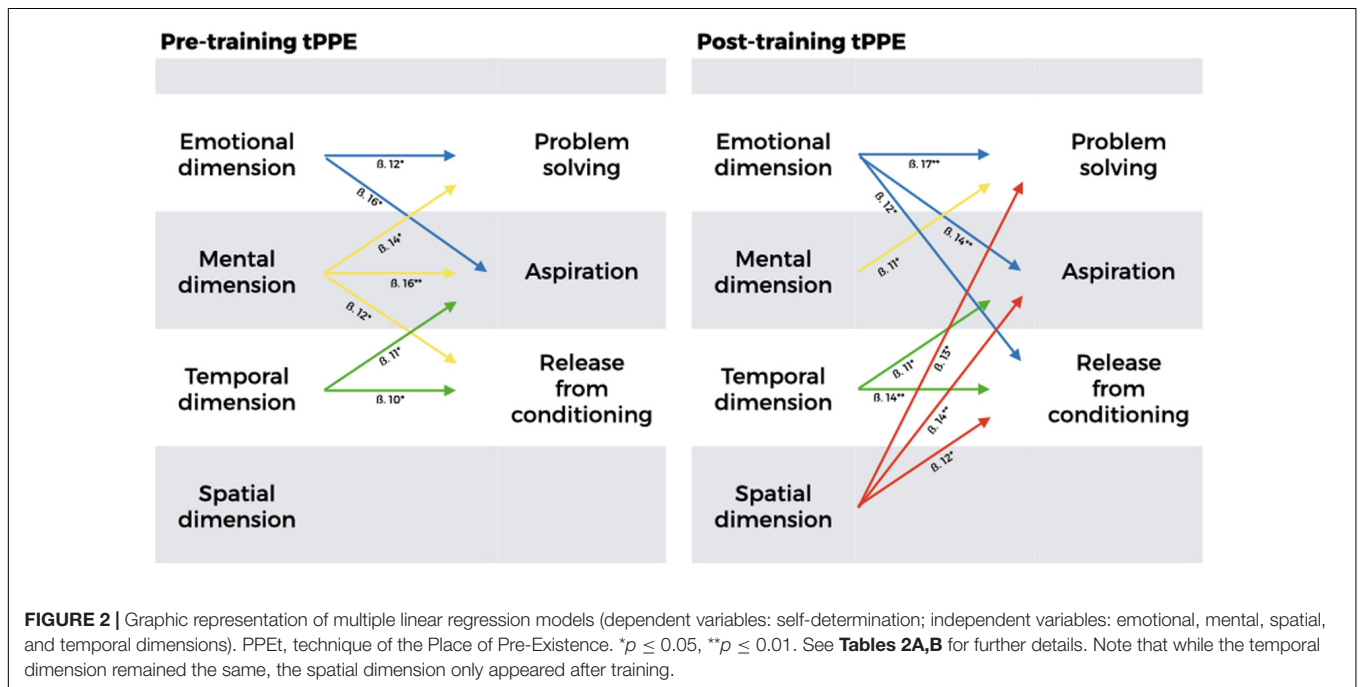 Pre-training tPPE
Emotional
dimension
Problem
solving
ß. 12*
ß. 16*
Mental
dimension
Aspiration
ß. 14*
ß. 16**
ß. 12*
Temporal
dimension
Release
from
conditioning
ß. 11*
ß. 10*
Spatial
dimension
Post-training tPPE
Emotional
dimension
Problem
solving
ß. 17**
ß. 12*
ß. 14**
Mental
dimension
Aspiration
ß. 11*
Temporal
dimension
Release
from
conditioning
ß. 11*
ß. 14**
ß. 13*
ß. 14**
ß. 12*
Spatial
dimension
FIGURE 2 | Graphic representation of multiple linear regression models (dependent variables: self-determination; independent variables: emotional, mental, spatial,
and temporal dimensions). PPEt, technique of the Place of Pre-Existence. *p ≤ 0.05, **p ≤ 0.01. See Tables 2A,B for further details. Note that while the temporal
dimension remained the same, the spatial dimension only appeared after training.